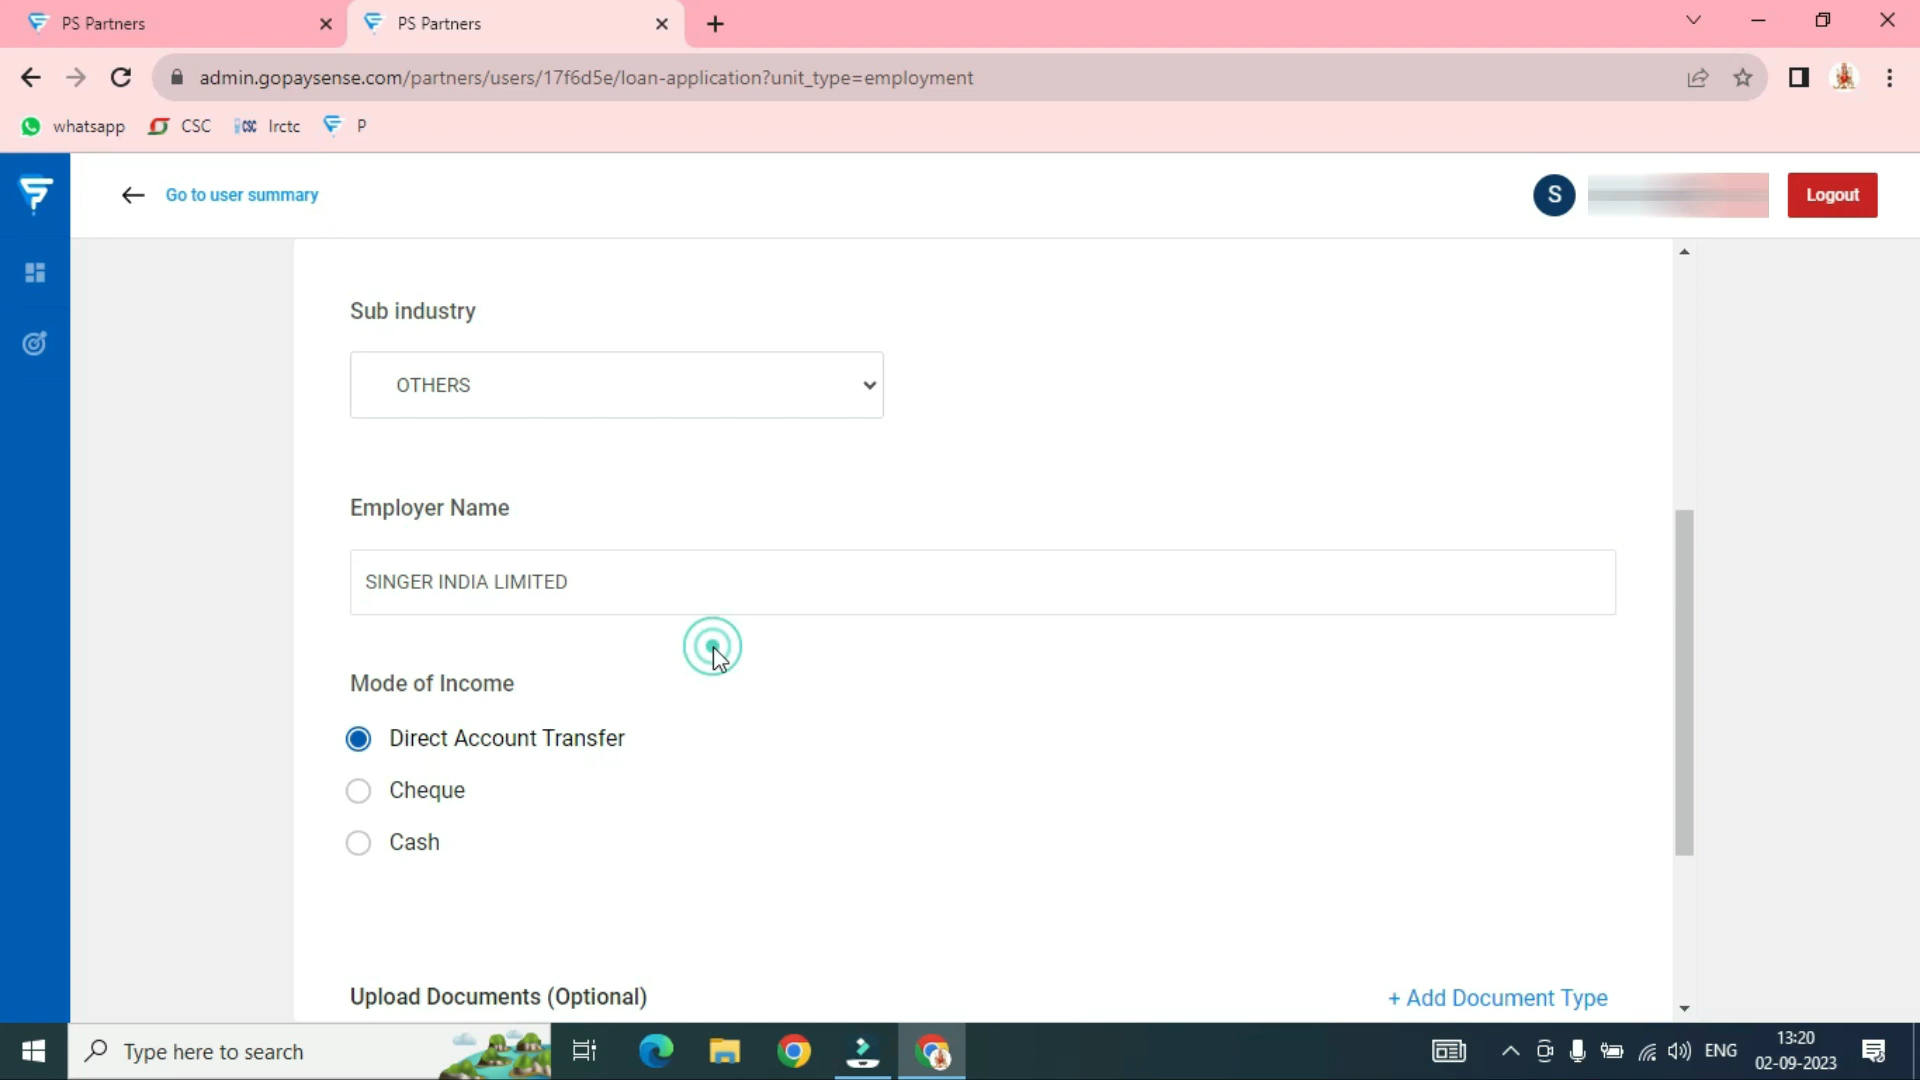 PS Partners
PS Partners
admin.gopaysense.com/partners/users/17f6d5e/loan-application?unit_type=employment
whatsapp
CSC
CSC
Irctc
P
Go to user summary
S
Logout
Sub industry
OTHERS
Employer Name
SINGER INDIA LIMITED
Mode of Income
Direct Account Transfer
Cheque
Cash
Upload Documents (Optional)
+ Add Document Type
Type here to search
ENG
13:20
02-09-2023